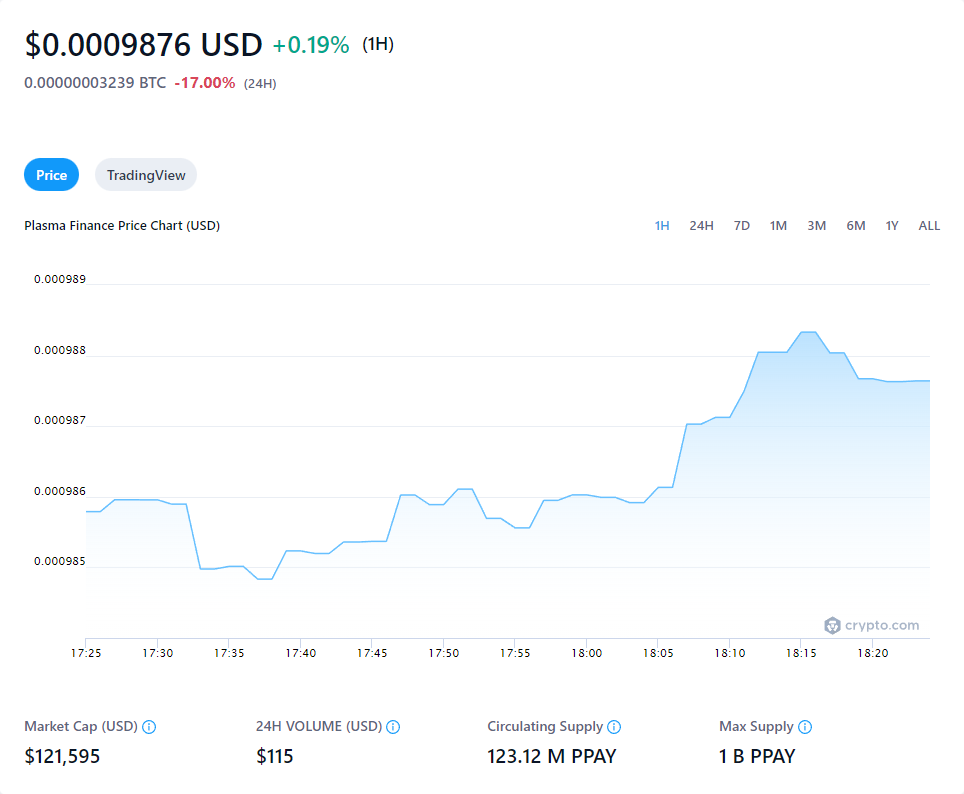 $0.0009876 USD +0.19% (1H)
0.00000003239 BTC -17.00% (24H)
Price TradingView
Plasma Finance Price Chart (USD) 1H 24H 7D 1M 3M 6M 1Y ALL
0.000989
0.000988
0.000987
0.000986
0.000985
crypto.com
17:25 17:30 17:35 17:40 17:45 17:50 17:55 18:00 18:05 18:10 18:15 18:20
Market Cap (USD) 24H VOLUME (USD) Circulating Supply Max Supply
$121,595 $115 123.12 M PPAY 1 B PPAY